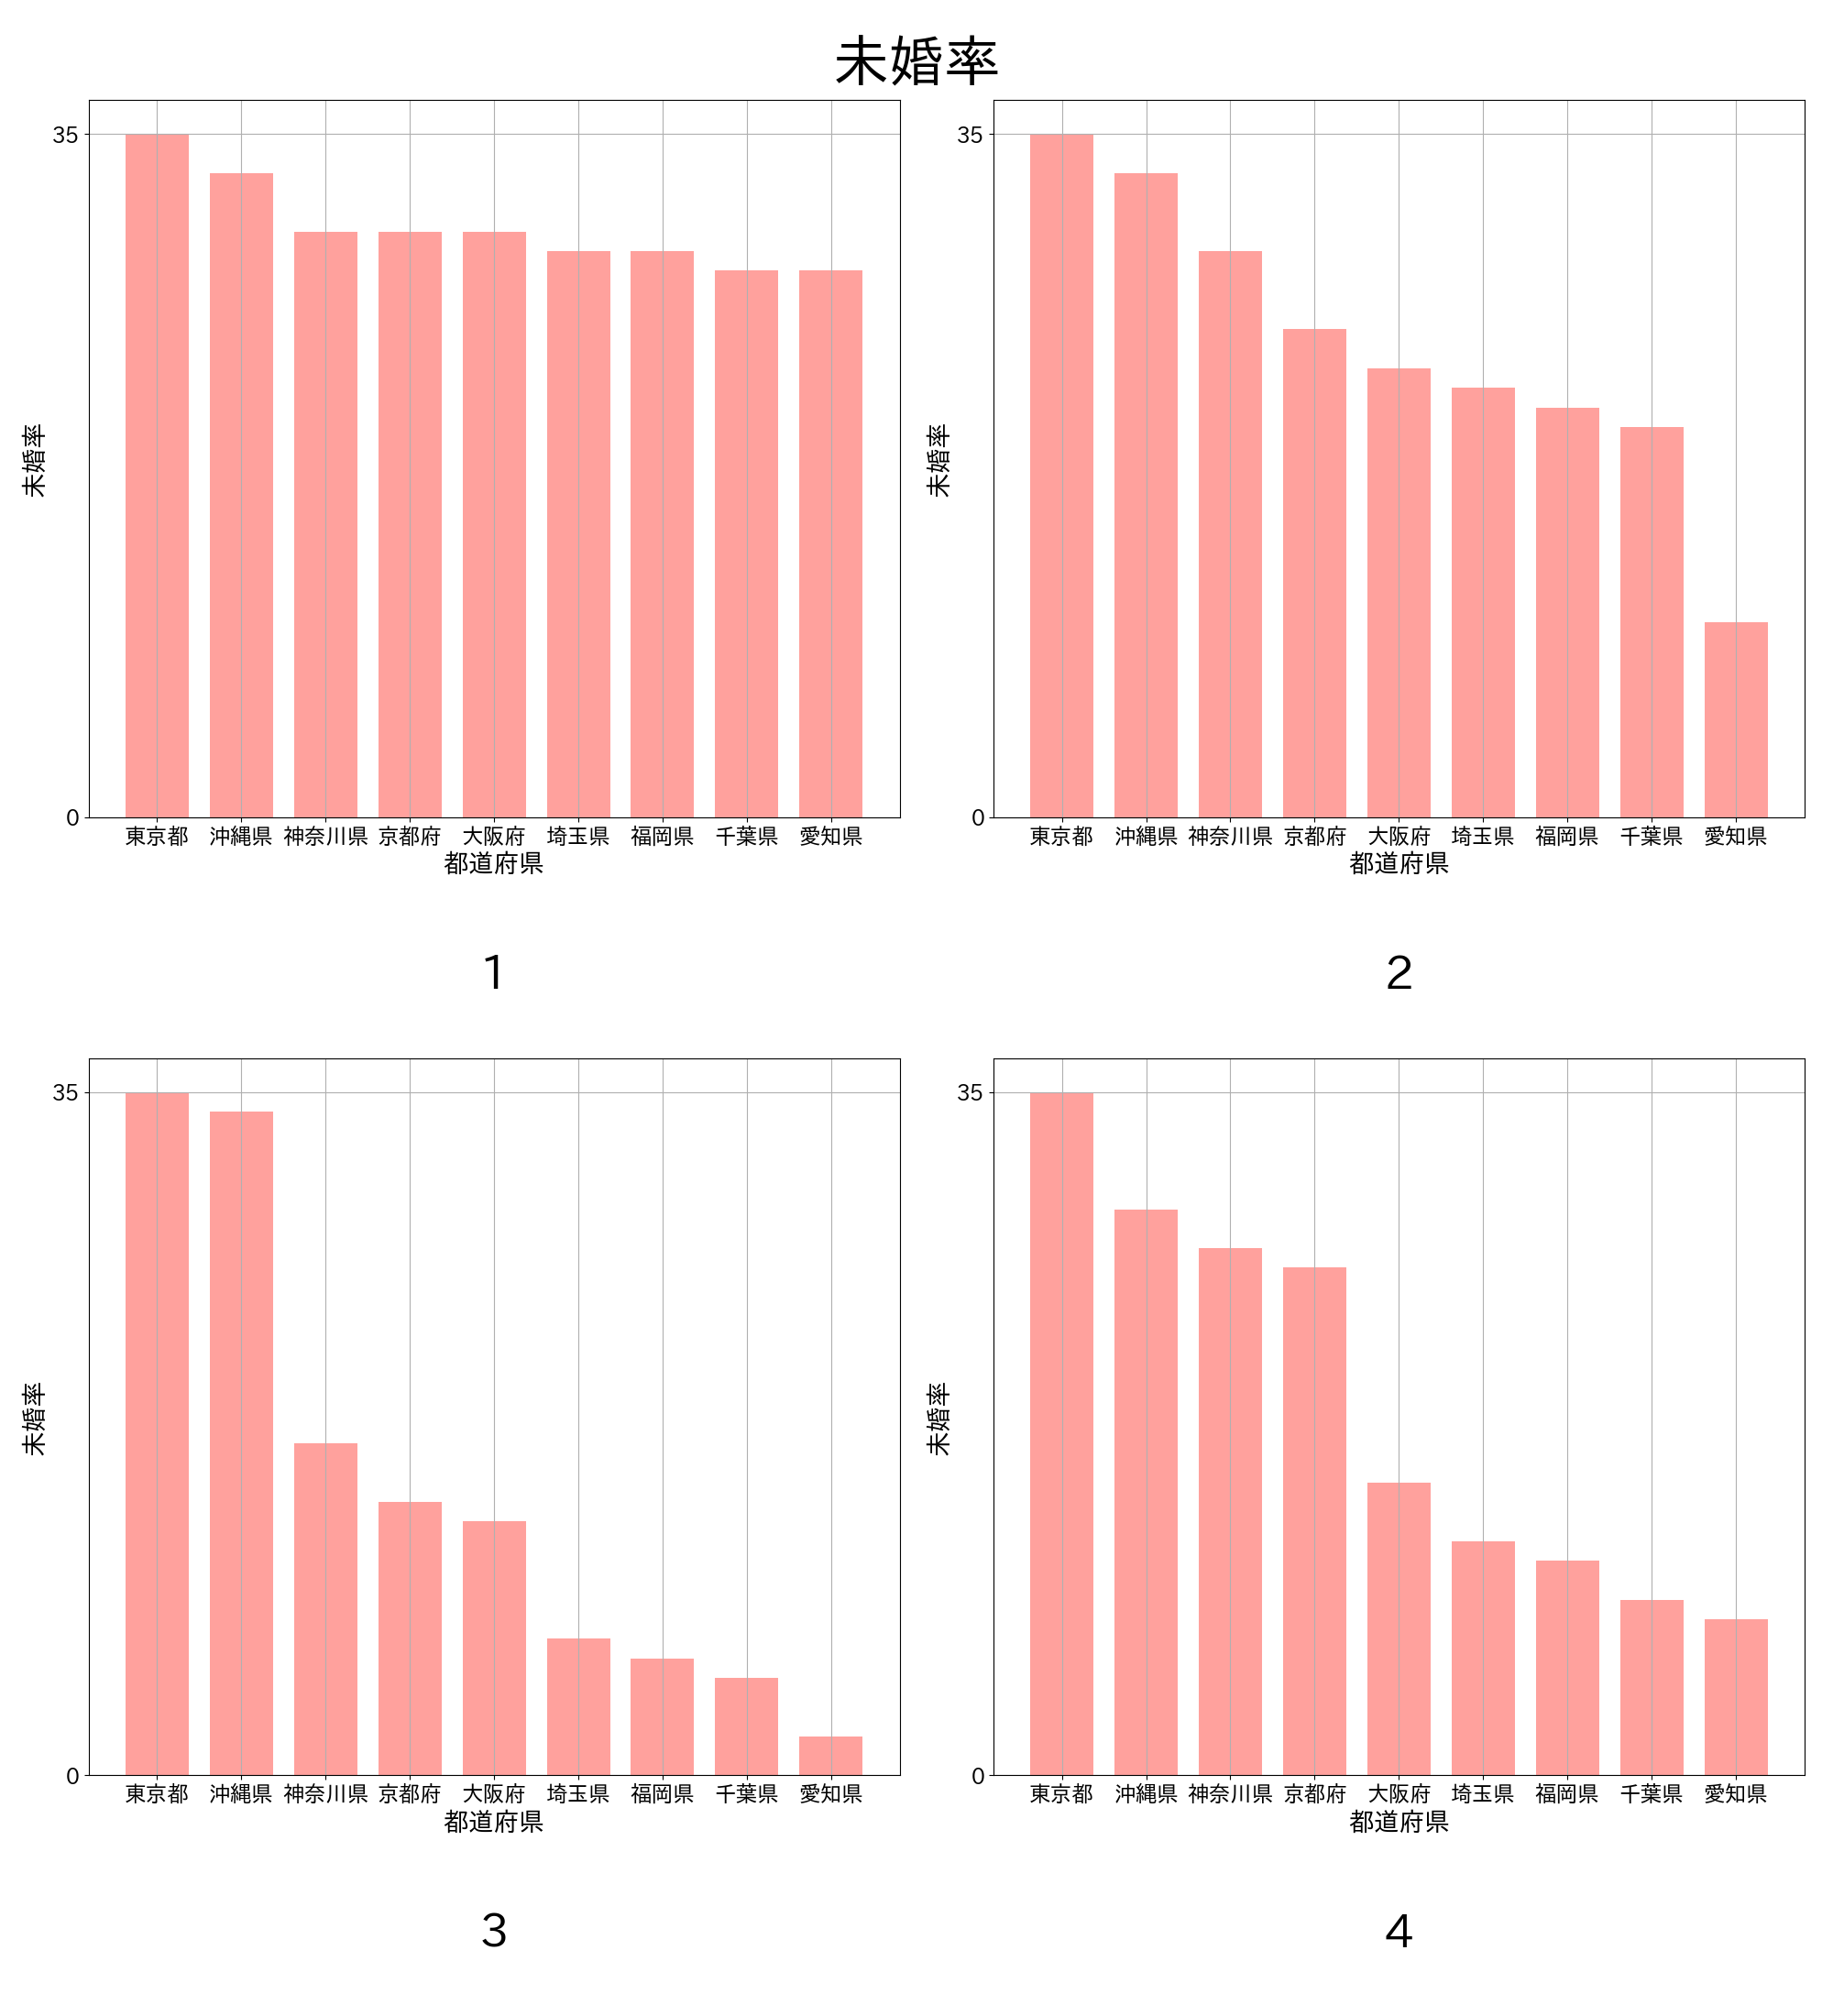 未婚率
35
0
未婚率
東京都 沖縄県 神奈川県 京都府 大阪府 埼玉県 福岡県 千葉県 愛知県
都道府県
1
35
0
未婚率
東京都 沖縄県 神奈川県 京都府 大阪府 埼玉県 福岡県 千葉県 愛知県
都道府県
2
35
0
未婚率
東京都 沖縄県 神奈川県 京都府 大阪府 埼玉県 福岡県 千葉県 愛知県
都道府県
3
35
0
未婚率
東京都 沖縄県 神奈川県 京都府 大阪府 埼玉県 福岡県 千葉県 愛知県
都道府県
4